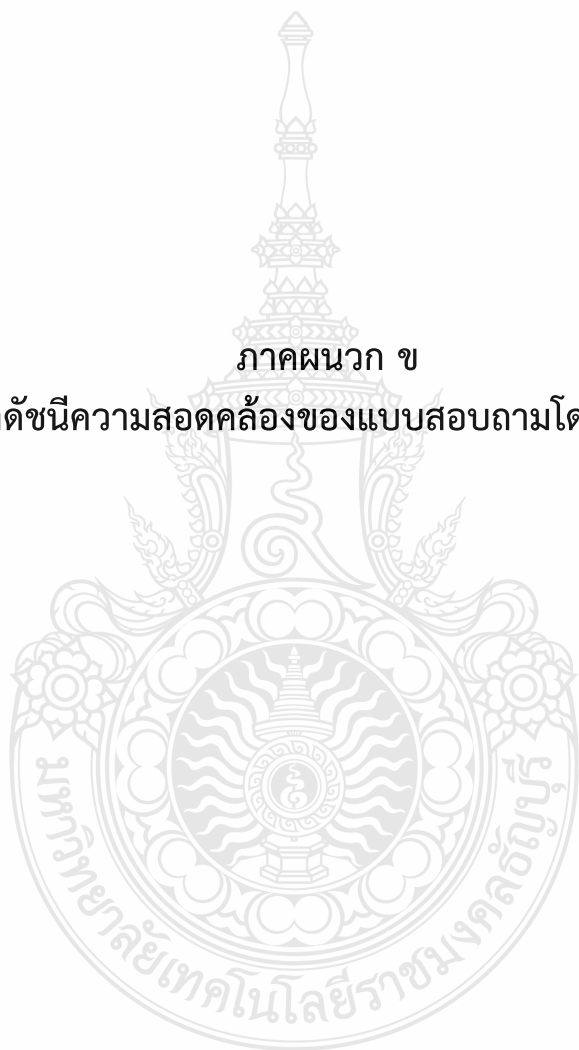 ภาคผนวก ข
ดัชนีความสอดคล้องของแบบสอบถามโด
มหาวิทยาลัยเทคโนโลยีราชมงคลธัญบุรี